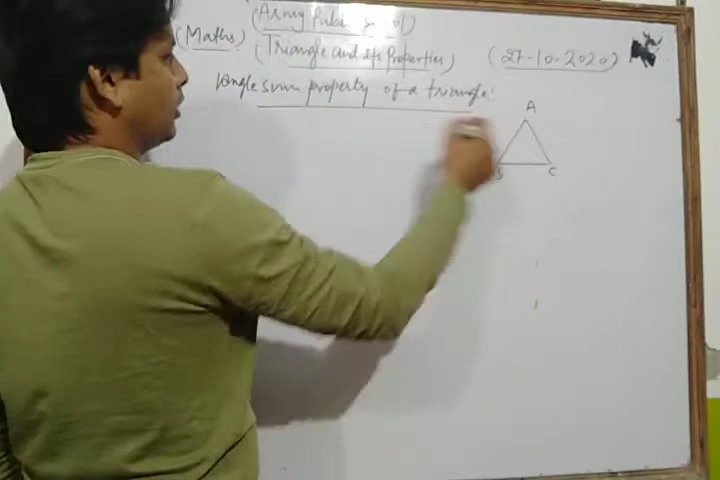 (Army Public School)
(Maths)
(Triangle and its Properties)
(27-10-2020)
Angle sum property of a triangle:
A
B
C